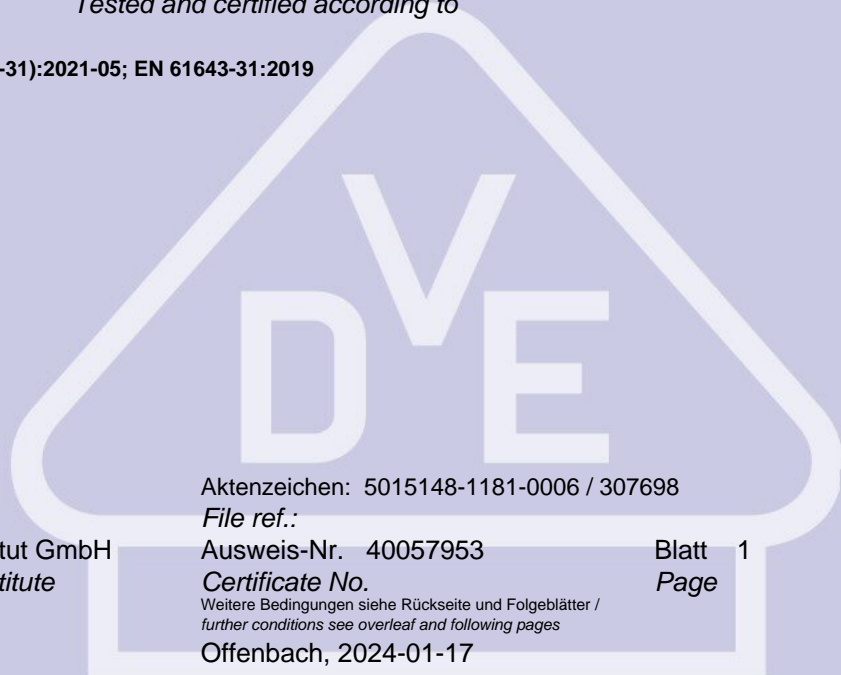 Tested and certified according to
-31):2021-05; EN 61643-31:2019
DVE
Aktenzeichen: 5015148-1181-0006 / 307698
File ref.:
tut GmbH Ausweis-Nr. 40057953 Blatt 1
titute Certificate No. Page
Weitere Bedingungen siehe Rückseite und Folgeblätter /
further conditions see overleaf and following pages
Offenbach, 2024-01-17